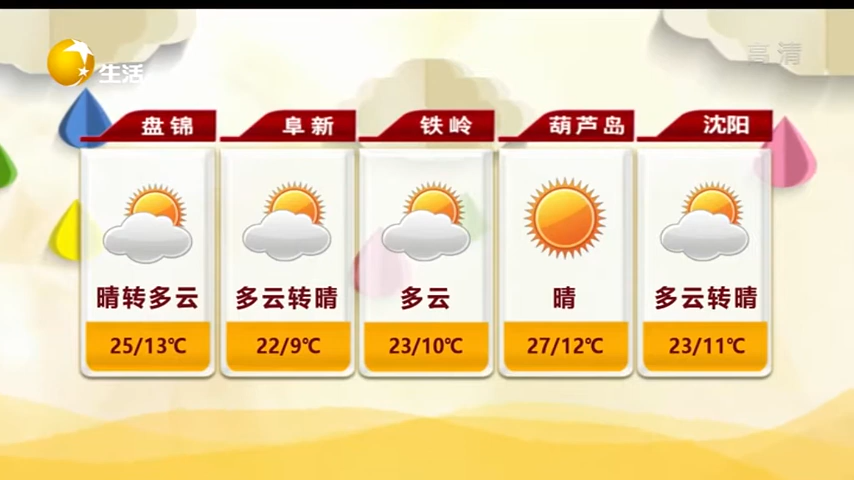 生活
高清
盘锦
阜新
铁岭
葫芦岛
沈阳
晴转多云
多云转晴
多云
晴
多云转晴
25/13℃
22/9℃
23/10℃
27/12℃
23/11℃